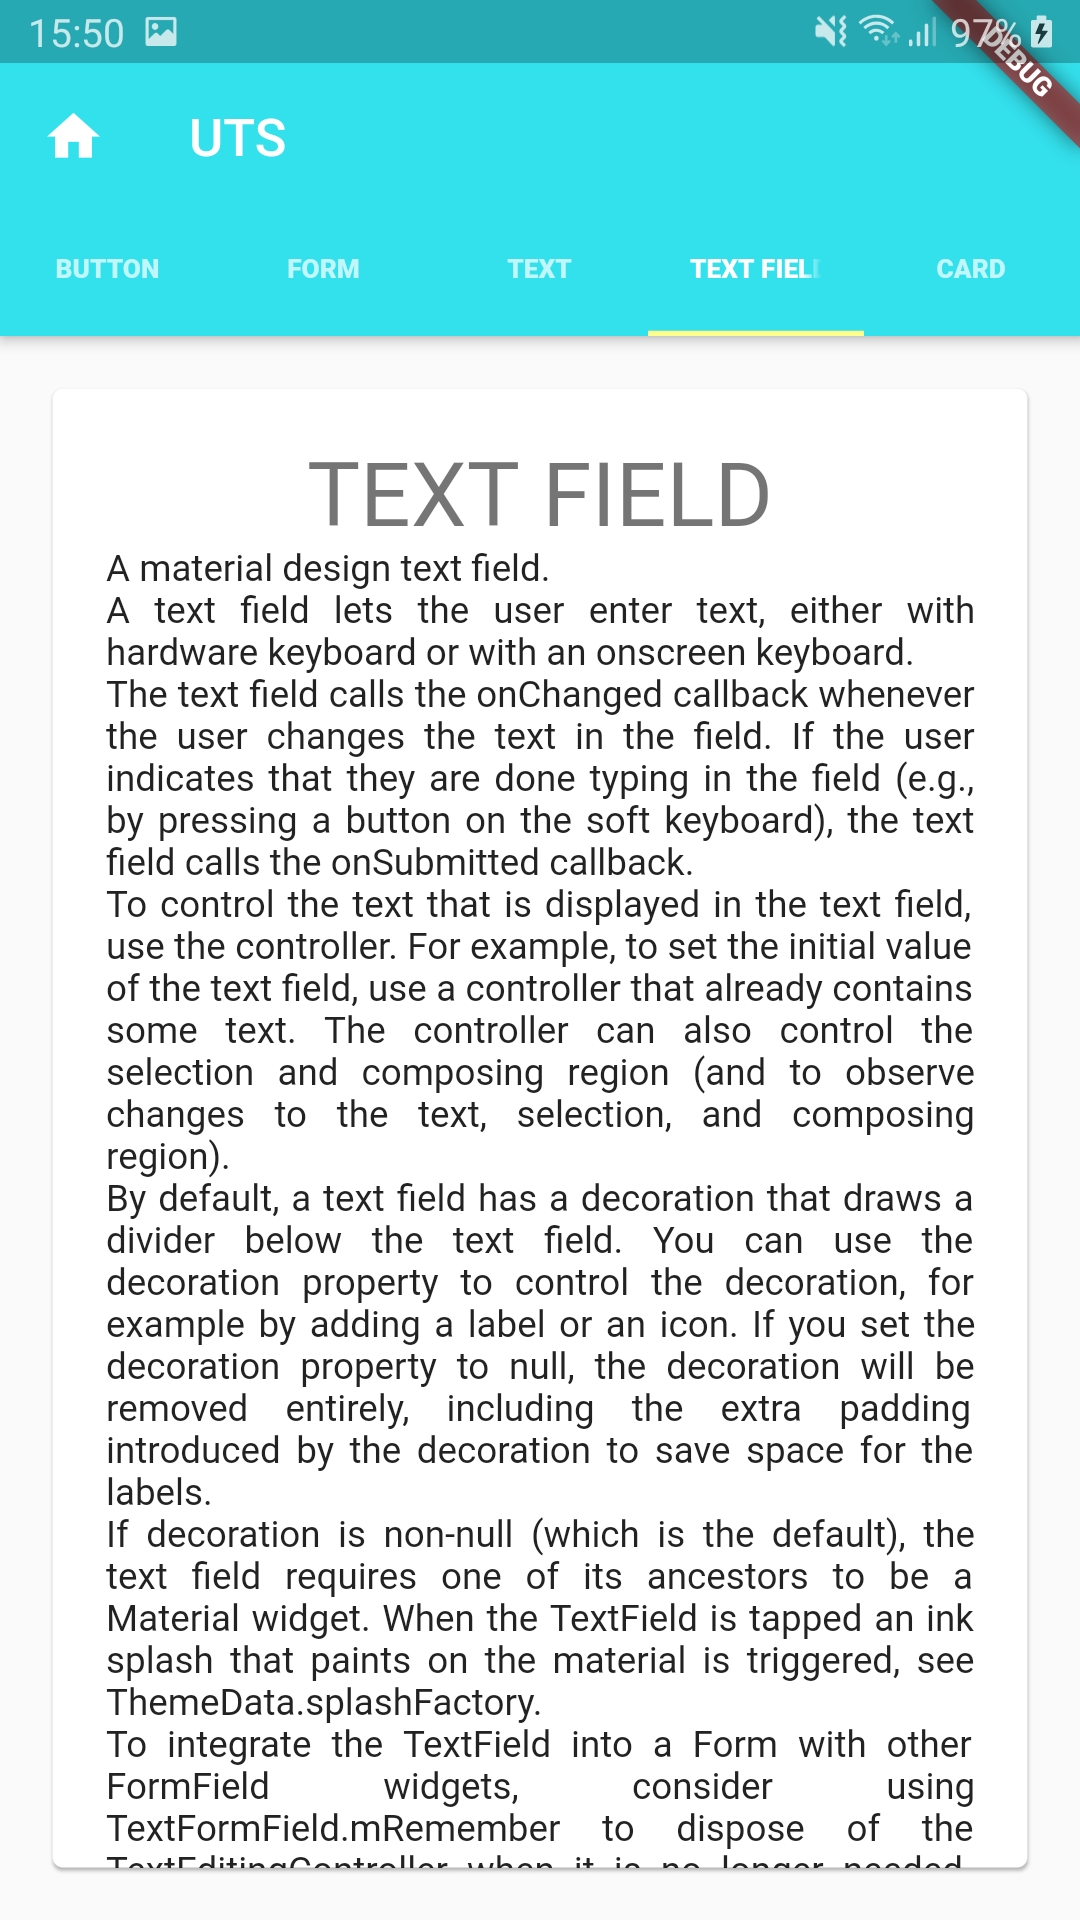 15:50 97%
DEBUG
UTS
BUTTON FORM TEXT TEXT FIEL CARD
TEXT FIELD
A material design text field.
A text field lets the user enter text, either with
hardware keyboard or with an onscreen keyboard.
The text field calls the onChanged callback whenever
the user changes the text in the field. If the user
indicates that they are done typing in the field (e.g.,
by pressing a button on the soft keyboard), the text
field calls the onSubmitted callback.
To control the text that is displayed in the text field,
use the controller. For example, to set the initial value
of the text field, use a controller that already contains
some text. The controller can also control the
selection and composing region (and to observe
changes to the text, selection, and composing
region).
By default, a text field has a decoration that draws a
divider below the text field. You can use the
decoration property to control the decoration, for
example by adding a label or an icon. If you set the
decoration property to null, the decoration will be
removed entirely, including the extra padding
introduced by the decoration to save space for the
labels.
If decoration is non-null (which is the default), the
text field requires one of its ancestors to be a
Material widget. When the TextField is tapped an ink
splash that paints on the material is triggered, see
ThemeData.splashFactory.
To integrate the TextField into a Form with other
FormField widgets, consider using
TextFormField.mRemember to dispose of the
TextEditingController when it is no longer needed.